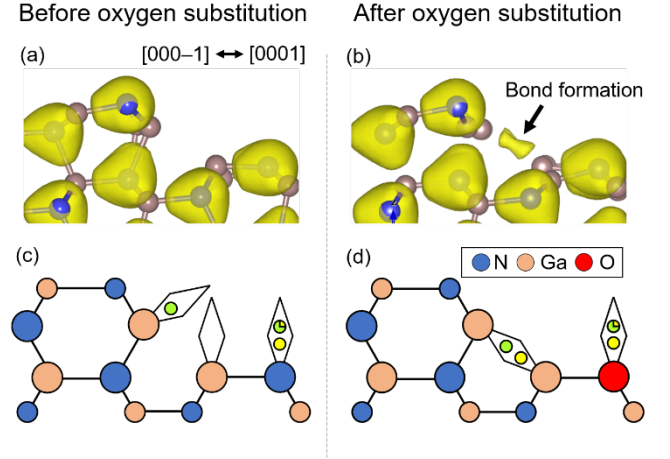 Before oxygen substitution
After oxygen substitution
(a)
[000–1] ↔ [0001]
(b)
Bond formation
(c)
(d)
N
Ga
O